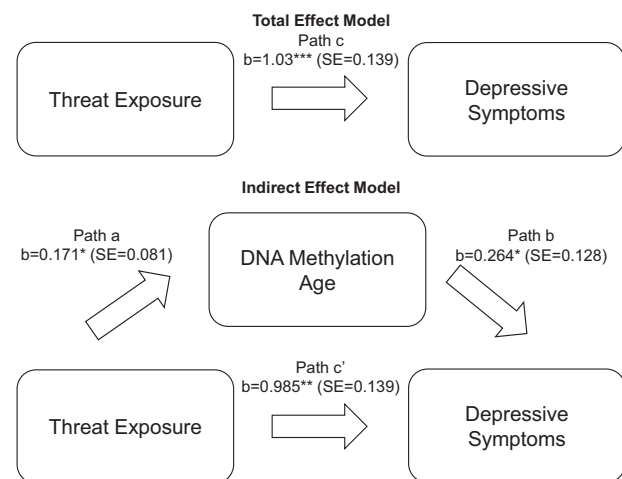 Total Effect Model
Path c
b=1.03*** (SE=0.139)
Threat Exposure
Depressive
Symptoms
Indirect Effect Model
Path a
b=0.171* (SE=0.081)
DNA Methylation
Age
Path b
b=0.264* (SE=0.128)
Path c'
b=0.985** (SE=0.139)
Threat Exposure
Depressive
Symptoms